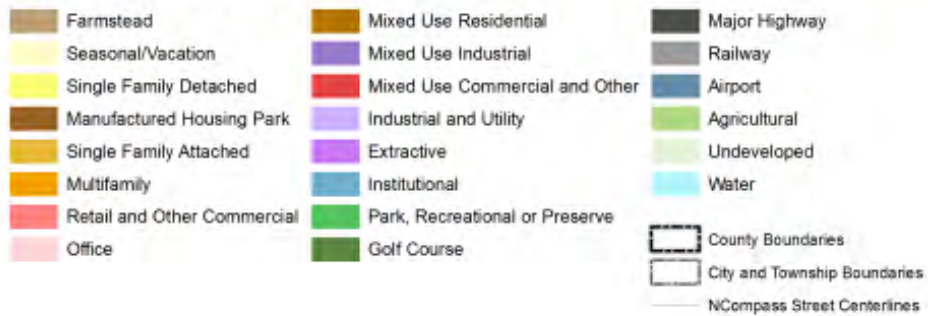 Farmstead
Seasonal/Vacation
Single Family Detached
Manufactured Housing Park
Single Family Attached
Multifamily
Retail and Other Commercial
Office
Mixed Use Residential
Mixed Use Industrial
Mixed Use Commercial and Other
Industrial and Utility
Extractive
Institutional
Park, Recreational or Preserve
Golf Course
Major Highway
Railway
Airport
Agricultural
Undeveloped
Water
County Boundaries
City and Township Boundaries
NCompass Street Centerlines